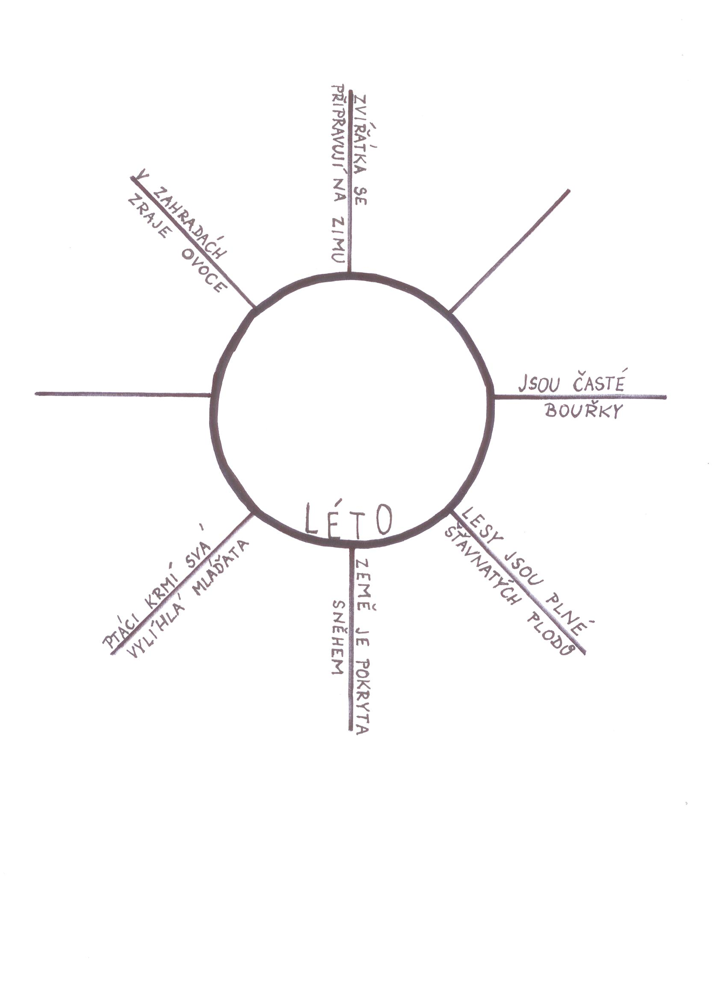 ZVÍŘÁTKA SE
PŘIPRAVUJÍ NA ZIMU
V ZAHRADÁCH
ZRAJE OVOCE
JSOU ČASTÉ
BOUŘKY
LÉTO
LESY JSOU PLNÉ
ŠŤAVNATÝCH PLODŮ
PTÁCI KRMÍ SVÁ
VYLÍHLÁ MLÁĎATA
ZEMĚ JE POKRYTA
SNĚHEM